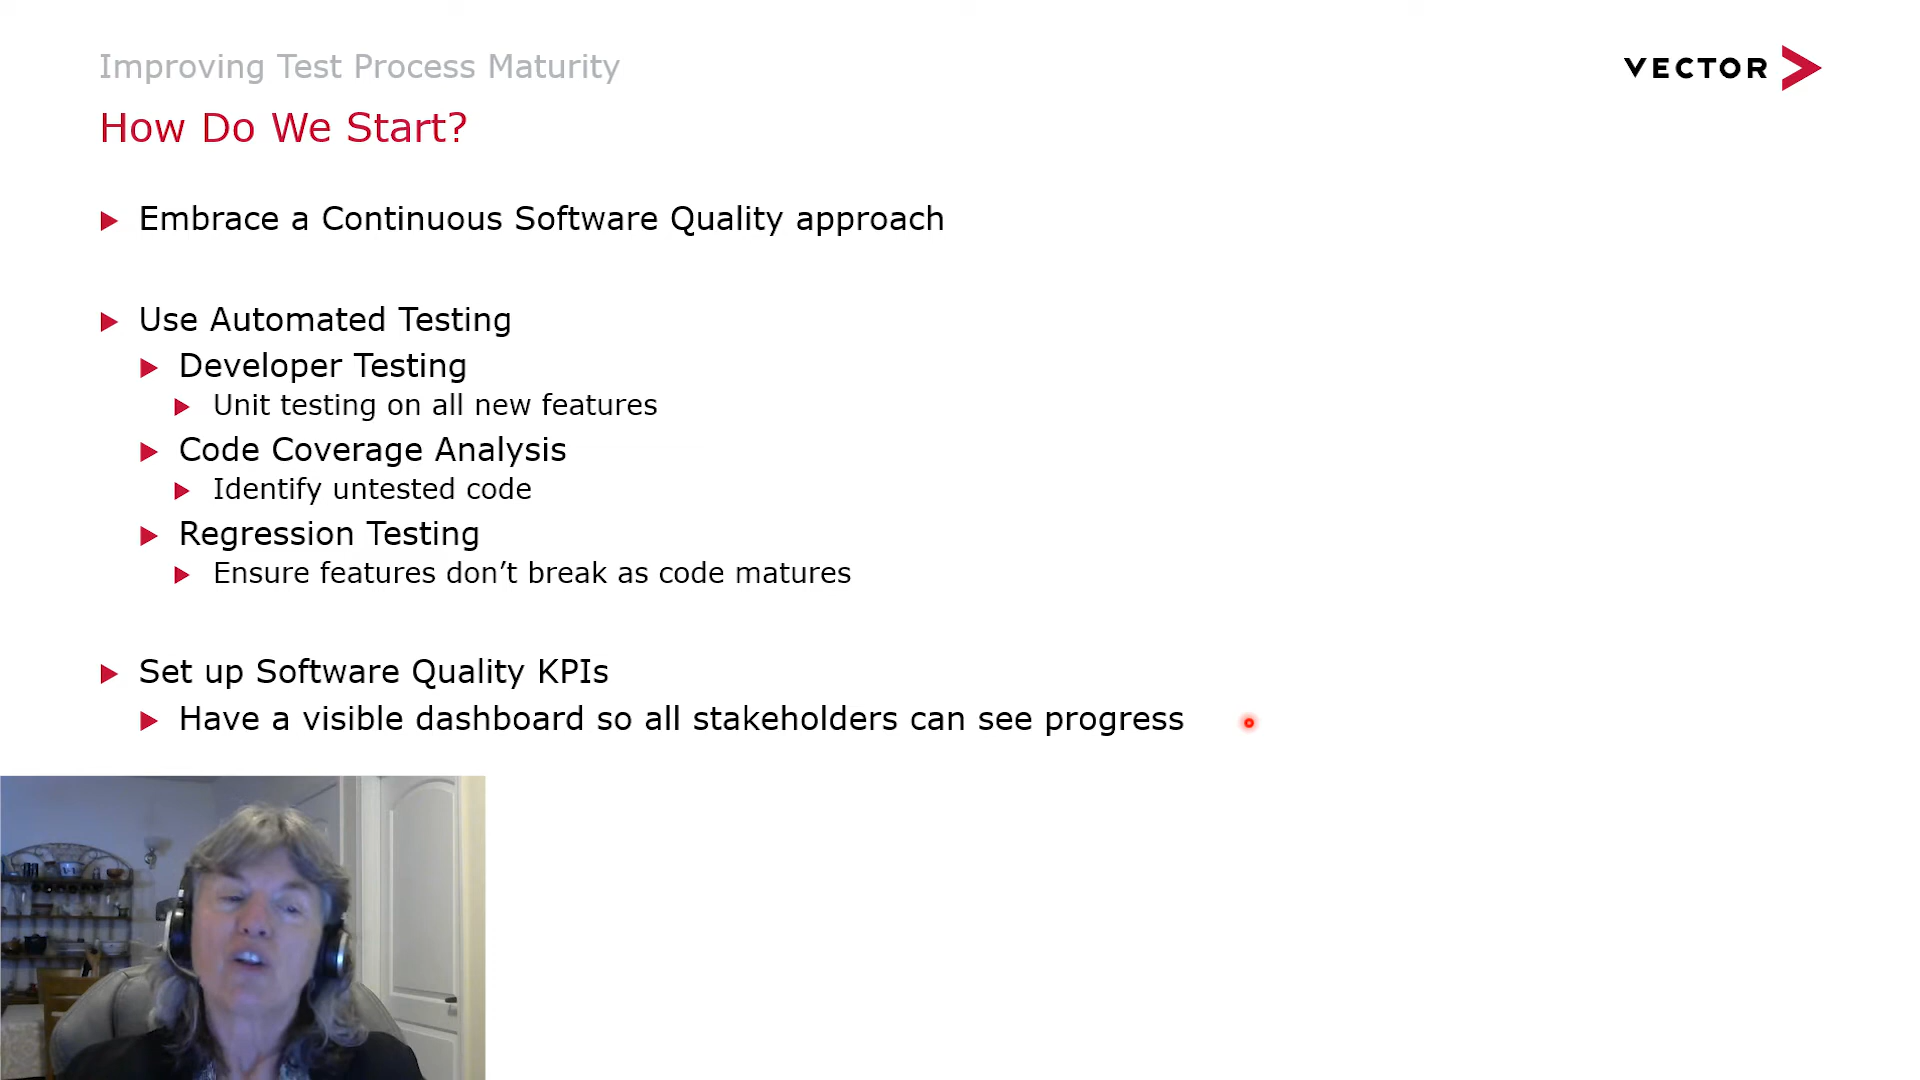 Improving Test Process Maturity
VECTOR
How Do We Start?
Embrace a Continuous Software Quality approach
Use Automated Testing
Developer Testing
Unit testing on all new features
Code Coverage Analysis
Identify untested code
Regression Testing
Ensure features don’t break as code matures
Set up Software Quality KPIs
Have a visible dashboard so all stakeholders can see progress